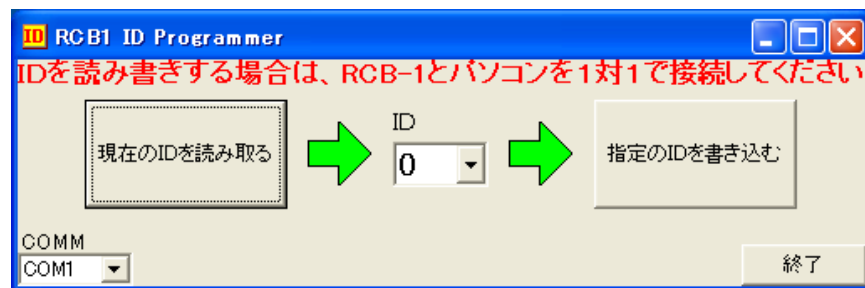 ID RCB1 ID Programmer
IDを読み書きする場合は、RCB-1とパソコンを1対1で接続してください
現在のIDを読み取る
ID
0
指定のIDを書き込む
COMM
COM1
終了